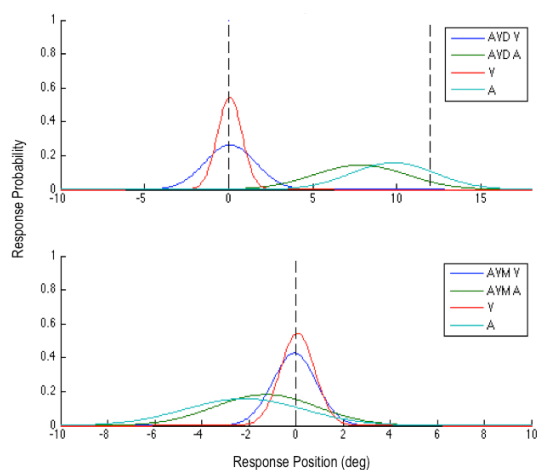 1
0.8
0.6
0.4
0.2
0
-10
-5
0
5
10
15
AVD V
AVD A
V
A
Response Probability
1
0.8
0.6
0.4
0.2
0
-10
-8
-6
-4
-2
0
2
4
6
8
10
AVM V
AVM A
V
A
Response Position (deg)